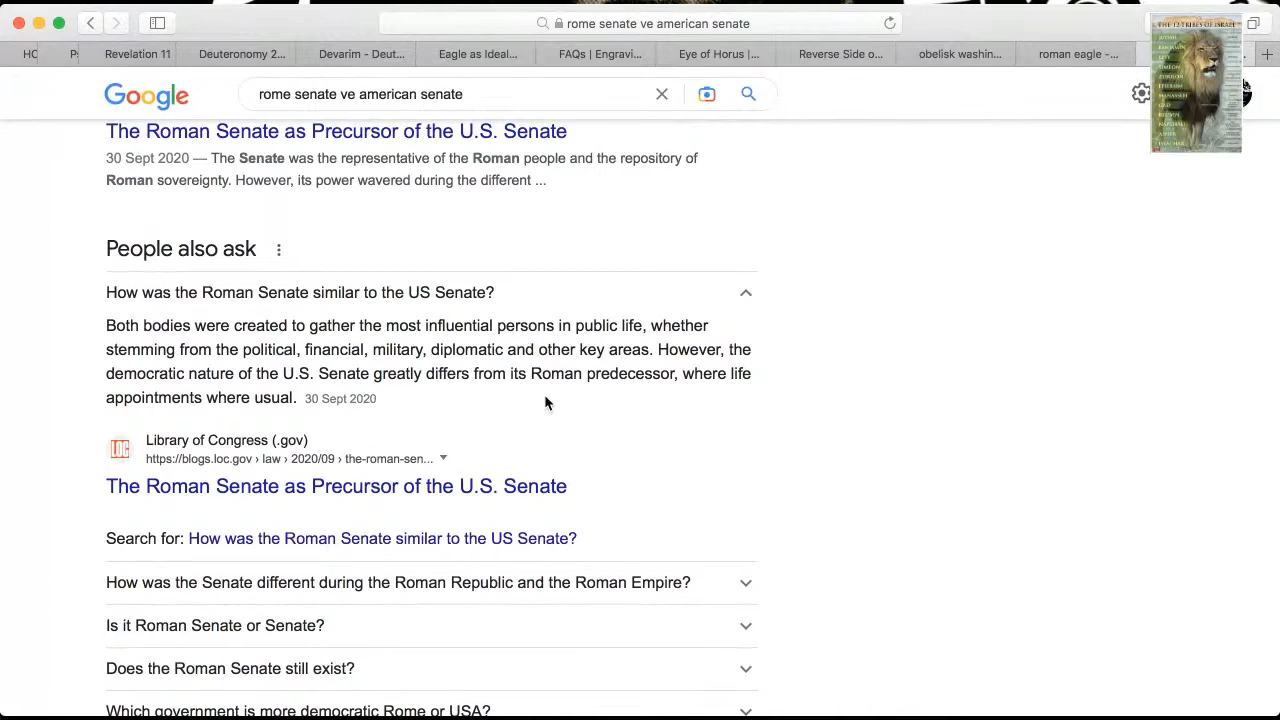 rome senate ve american senate
HC
Revelation 11
Deuteronomy 2...
Devarim - Deut...
Eagle as Ideal...
FAQs | Engravi...
Eye of Horus |...
Reverse Side o...
obelisk washin...
roman eagle -...
THE 12 TRIBES OF ISRAEL
Google
rome senate ve american senate
The Roman Senate as Precursor of the U.S. Senate
30 Sept 2020 — The Senate was the representative of the Roman people and the repository of
Roman sovereignty. However, its power wavered during the different ...
People also ask
How was the Roman Senate similar to the US Senate?
Both bodies were created to gather the most influential persons in public life, whether
stemming from the political, financial, military, diplomatic and other key areas. However, the
democratic nature of the U.S. Senate greatly differs from its Roman predecessor, where life
appointments where usual. 30 Sept 2020
LOC
Library of Congress (.gov)
https://blogs.loc.gov › law › 2020/09 › the-roman-sen...
The Roman Senate as Precursor of the U.S. Senate
Search for: How was the Roman Senate similar to the US Senate?
How was the Senate different during the Roman Republic and the Roman Empire?
Is it Roman Senate or Senate?
Does the Roman Senate still exist?
Which government is more democratic Rome or USA?